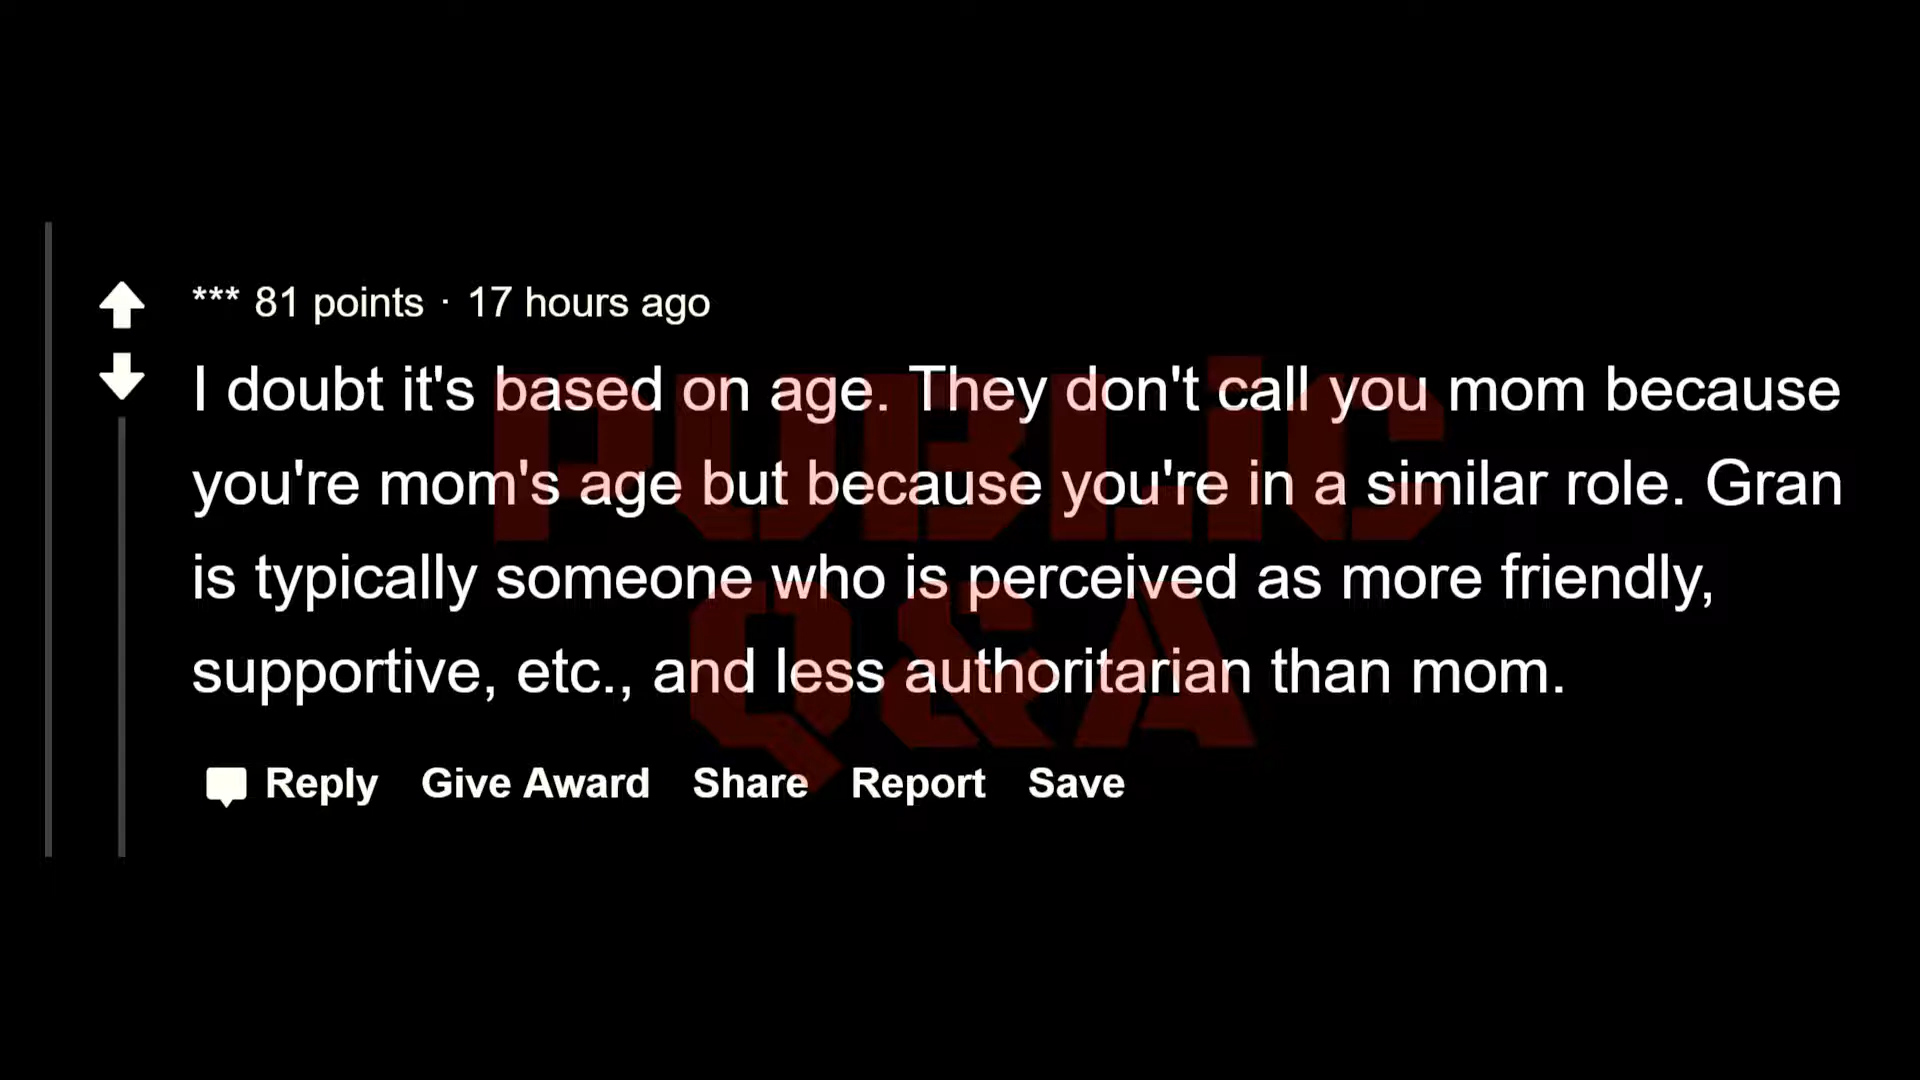 *** 81 points · 17 hours ago
I doubt it's based on age. They don't call you mom because
you're mom's age but because you're in a similar role. Gran
is typically someone who is perceived as more friendly,
supportive, etc., and less authoritarian than mom.
PUBLIC
Q&A
Reply Give Award Share Report Save